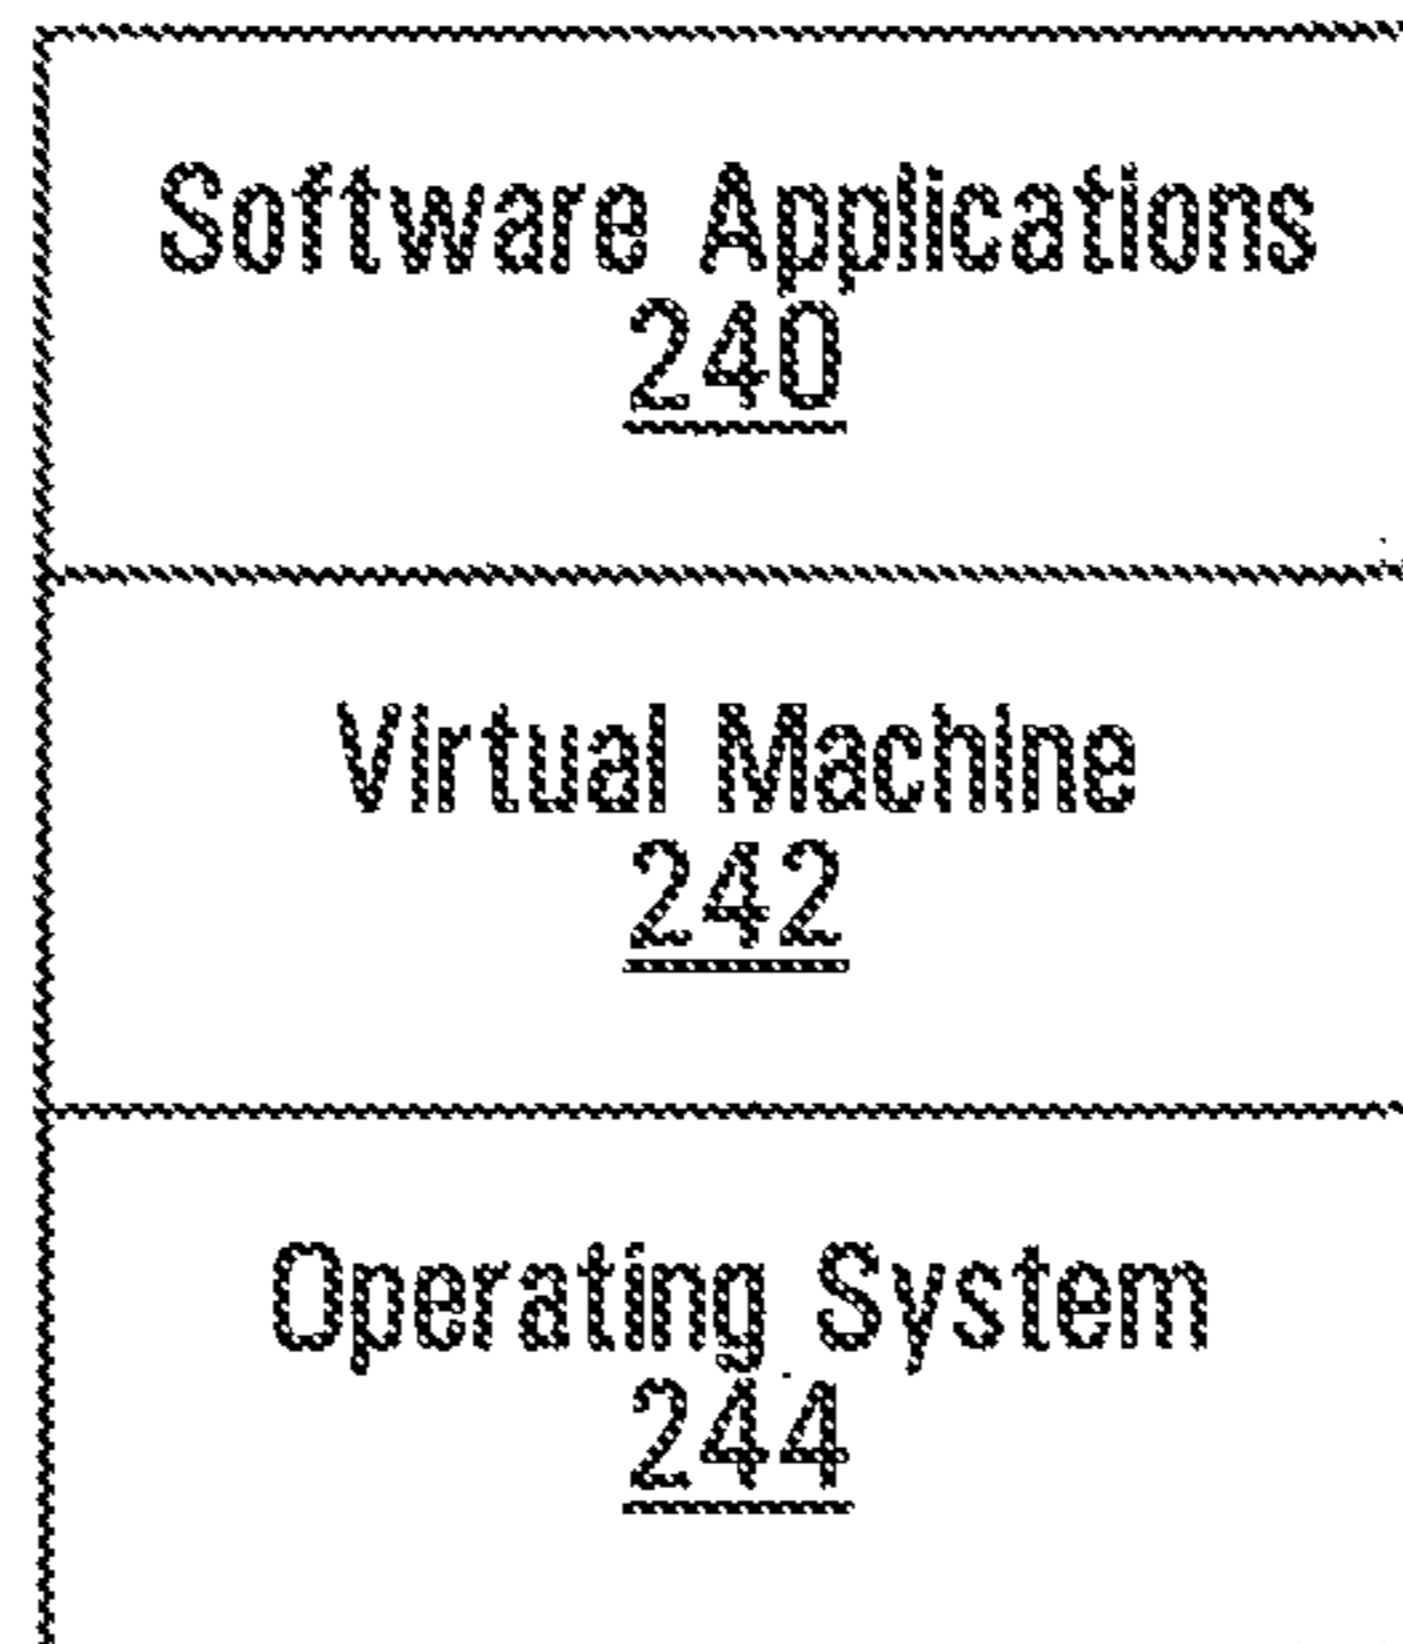 Software Applications
240
Virtual Machine
242
Operating System
244